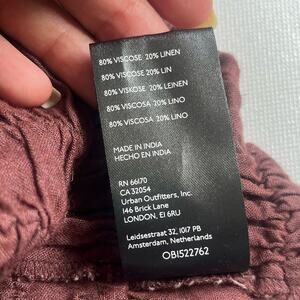 80% VISCOSE 20% LINEN
80% VISCOSE 20% LIN
80% VISKOSE 20% LEINEN
80% VISCOSA 20% LINO
80% VISCOSA 20% LINO
MADE IN INDIA
HECHO EN INDIA
RN 66170
CA 32054
Urban Outfitters, Inc.
146 Brick Lane
LONDON, E1 6RU
Leidsestraat 32, 1017 PB
Amsterdam, Netherlands
OB1522762